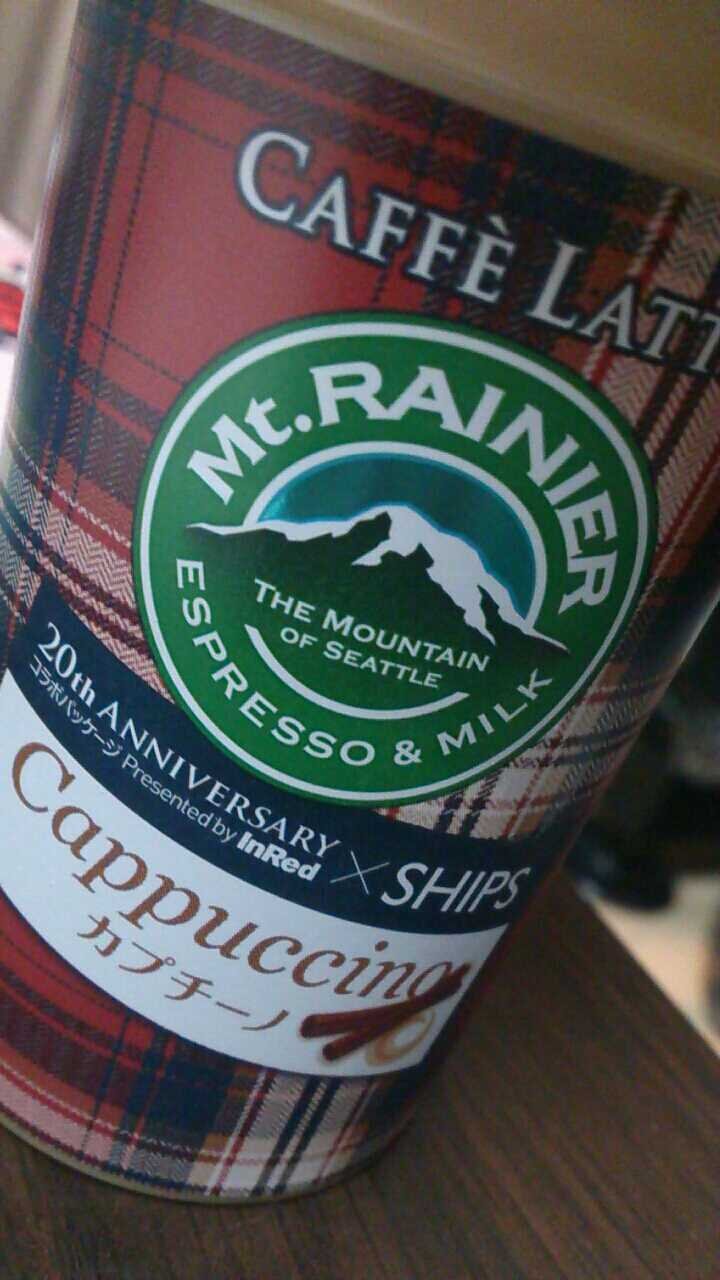 CAFFÈ LATT
Mt. RAINIER
THE MOUNTAIN
OF SEATTLE
ESPRESSO & MILK
20th ANNIVERSARY × SHIPS
コラボパッケージ Presented by InRed
Cappuccino
カプチーノ